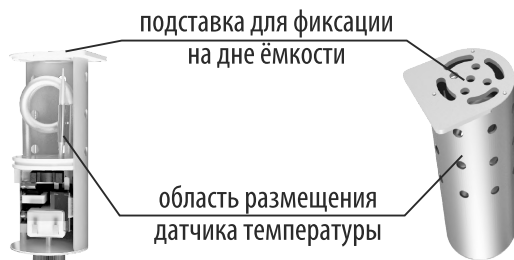 подставка для фиксации
на дне ёмкости
область размещения
датчика температуры